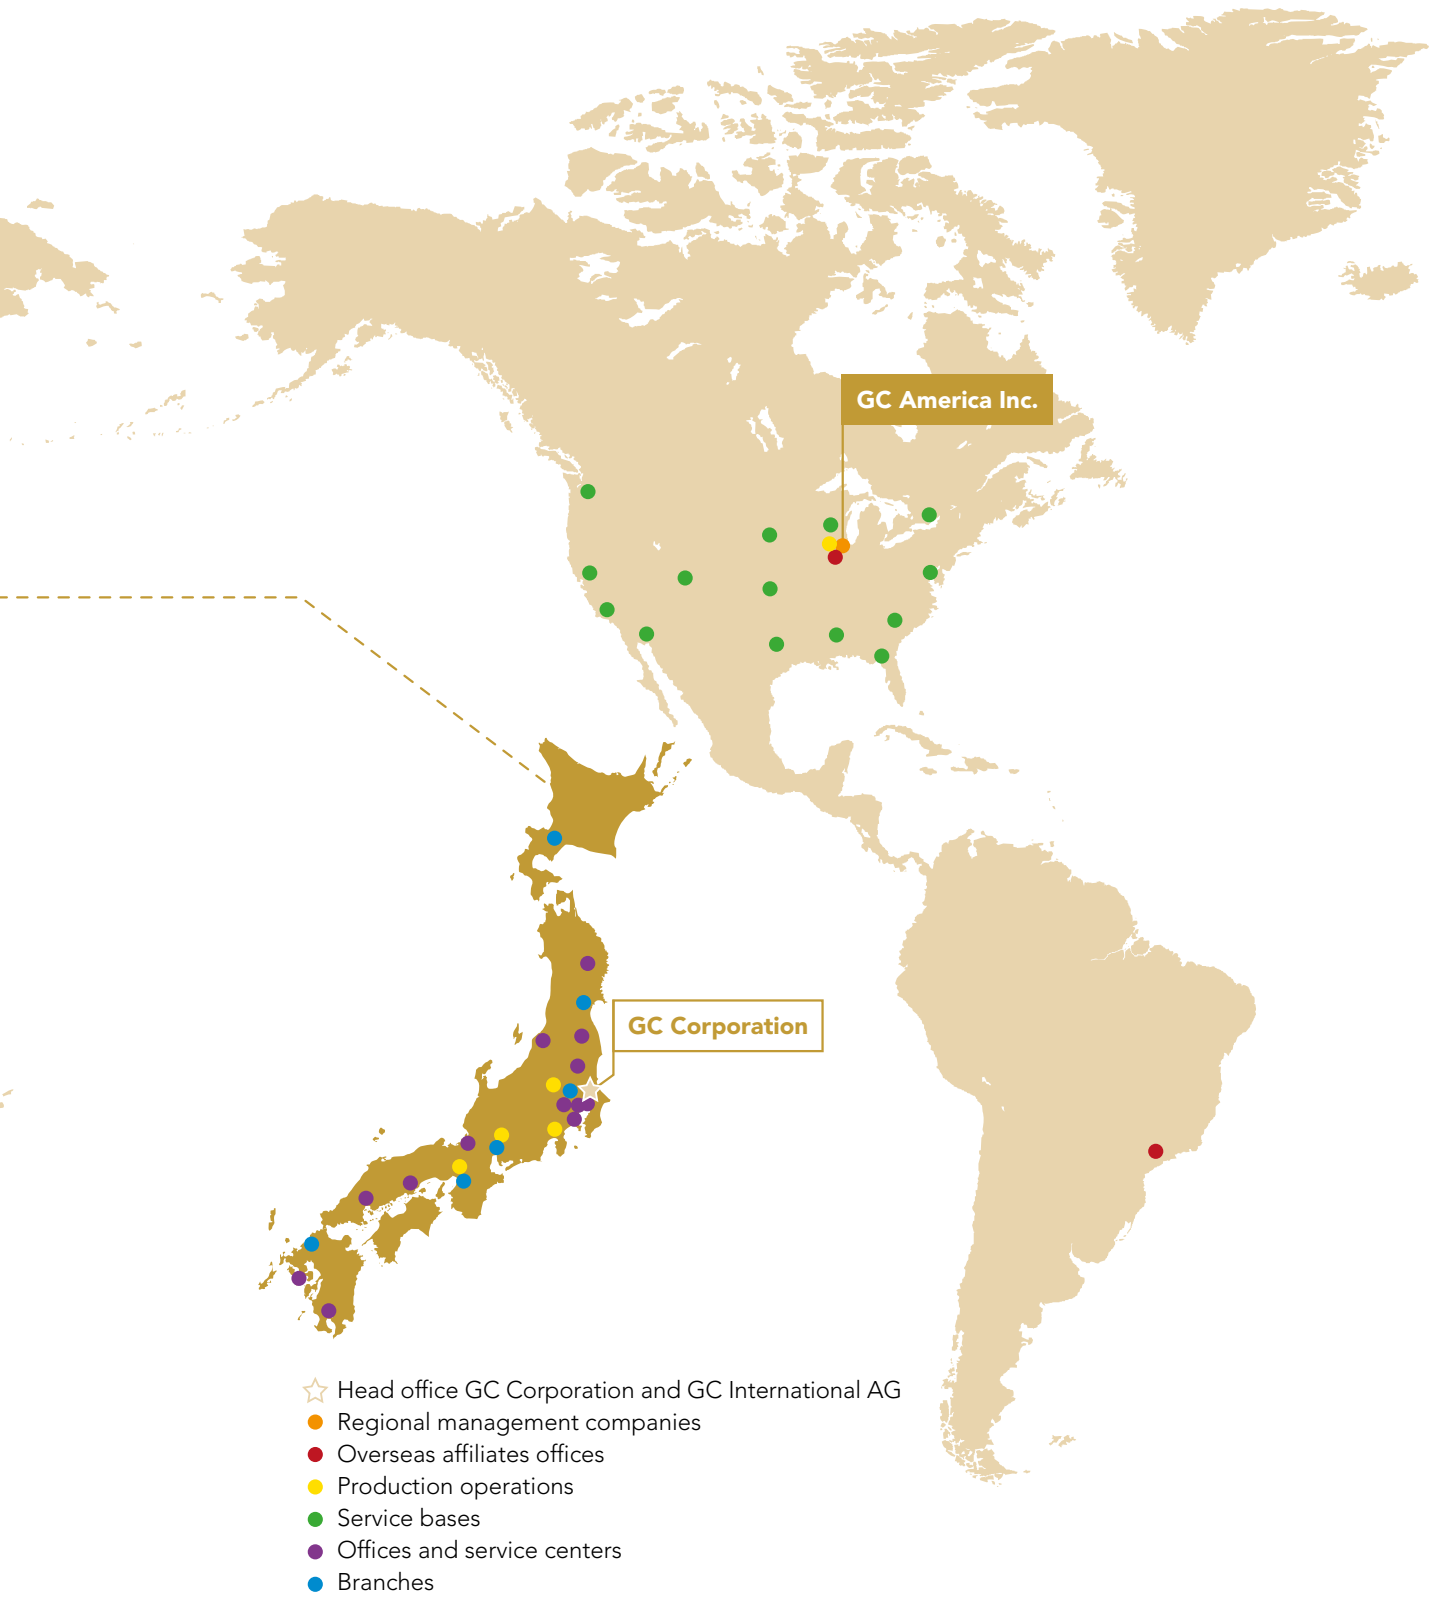 GC America Inc.
GC Corporation
Head office GC Corporation and GC International AG
Regional management companies
Overseas affiliates offices
Production operations
Service bases
Offices and service centers
Branches